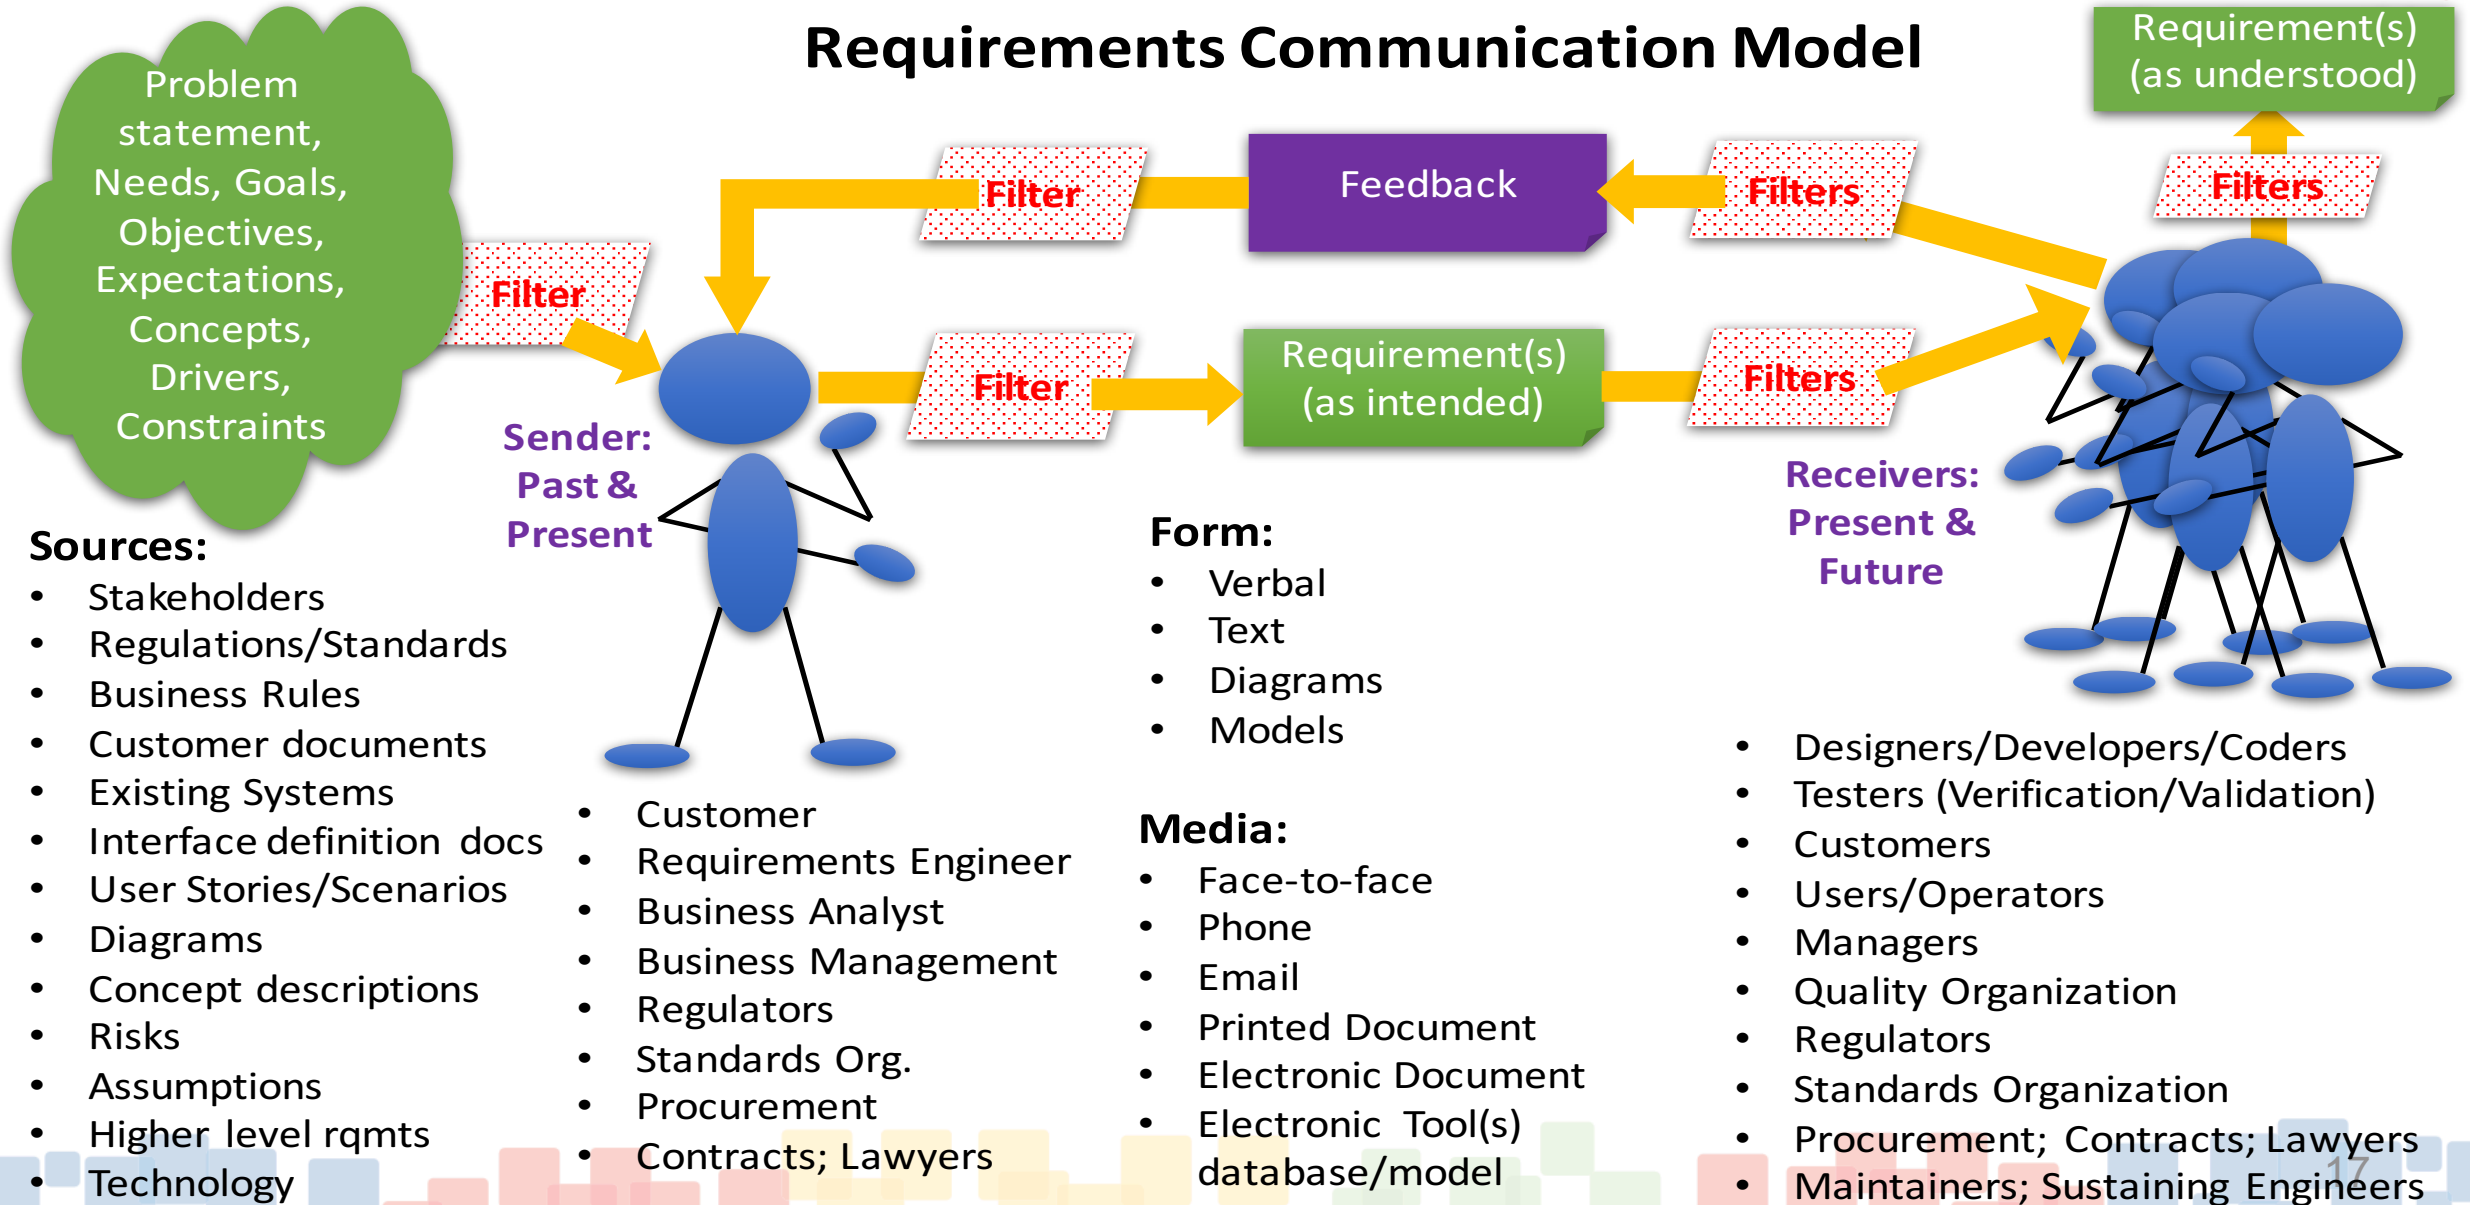 Requirements Communication Model
Problem
statement,
Needs, Goals,
Objectives,
Expectations,
Concepts,
Drivers,
Constraints
Filter
Filter
Feedback
Filters
Requirement(s)
(as understood)
Filters
Filter
Requirement(s)
(as intended)
Filters
Sender:
Past &
Present
Receivers:
Present &
Future
Sources:
• Stakeholders
• Regulations/Standards
• Business Rules
• Customer documents
• Existing Systems
• Interface definition docs
• User Stories/Scenarios
• Diagrams
• Concept descriptions
• Risks
• Assumptions
• Higher level rqmts
• Technology
• Customer
• Requirements Engineer
• Business Analyst
• Business Management
• Regulators
• Standards Org.
• Procurement
• Contracts; Lawyers
Form:
• Verbal
• Text
• Diagrams
• Models
Media:
• Face-to-face
• Phone
• Email
• Printed Document
• Electronic Document
• Electronic Tool(s)
database/model
• Designers/Developers/Coders
• Testers (Verification/Validation)
• Customers
• Users/Operators
• Managers
• Quality Organization
• Regulators
• Standards Organization
• Procurement; Contracts; Lawyers
• Maintainers; Sustaining Engineers
17